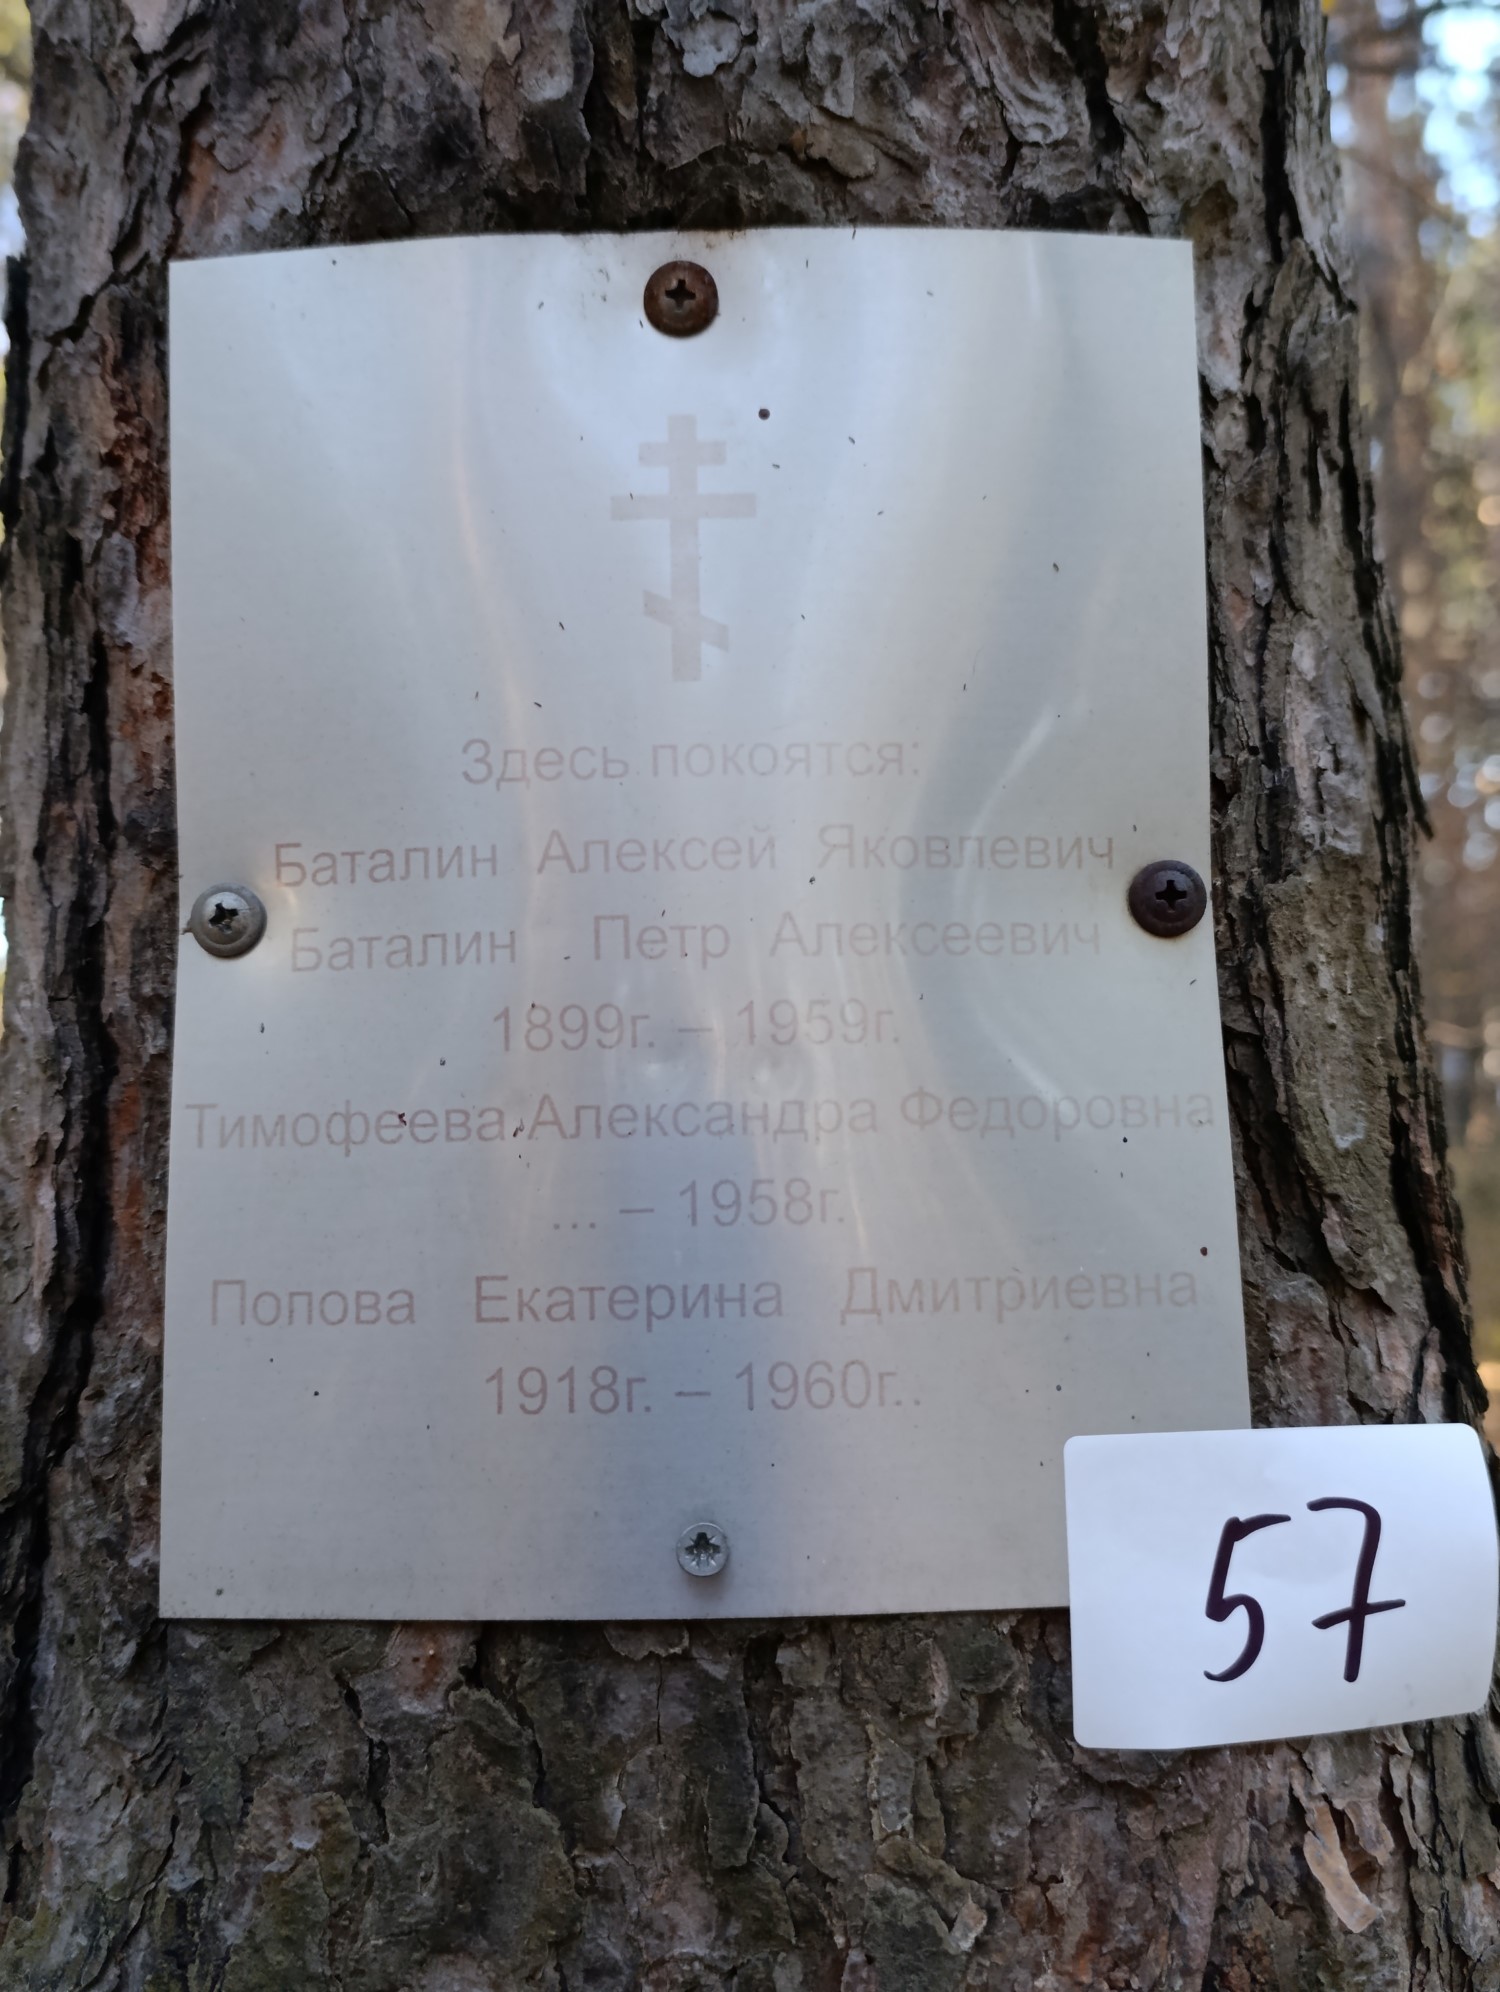 Здесь покоятся:
Баталин Алексей Яковлевич
Баталин Петр Алексеевич
1899г. – 1959г.
Тимофеева Александра Федоровна
... – 1958г.
Попова Екатерина Дмитриевна
1918г. – 1960г..
57